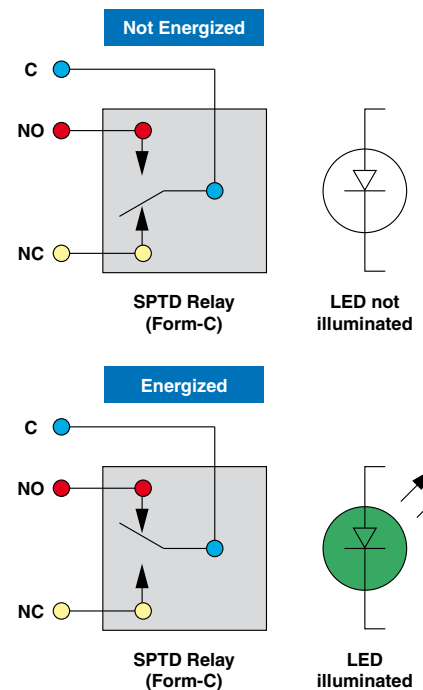 Not Energized
C
NO
NC
SPTD Relay
(Form-C)
LED not
illuminated
Energized
C
NO
NC
SPTD Relay
(Form-C)
LED
illuminated